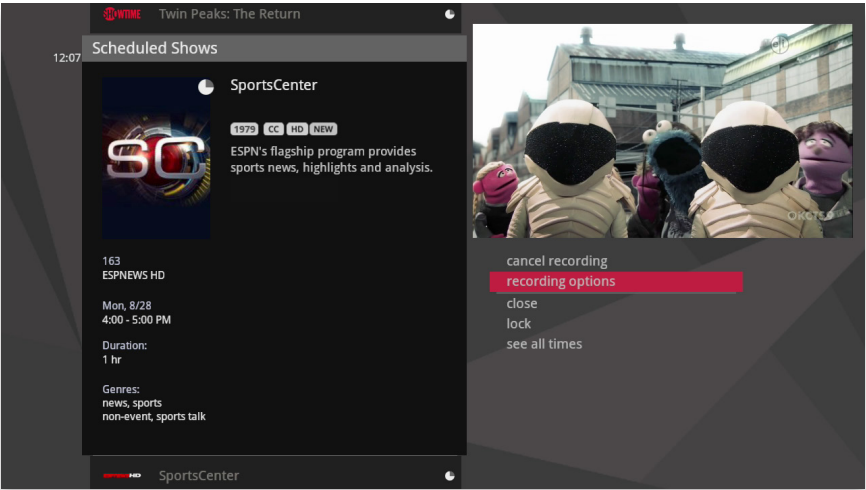 SHOWTIME Twin Peaks: The Return
Scheduled Shows
12:07
SC
SportsCenter
1979 CC HD NEW
ESPN's flagship program provides
sports news, highlights and analysis.
163
ESPNEWS HD
Mon, 8/28
4:00 - 5:00 PM
Duration:
1 hr
Genres:
news, sports
non-event, sports talk
SportsCenter
OKCTS 9
cancel recording
recording options
close
lock
see all times